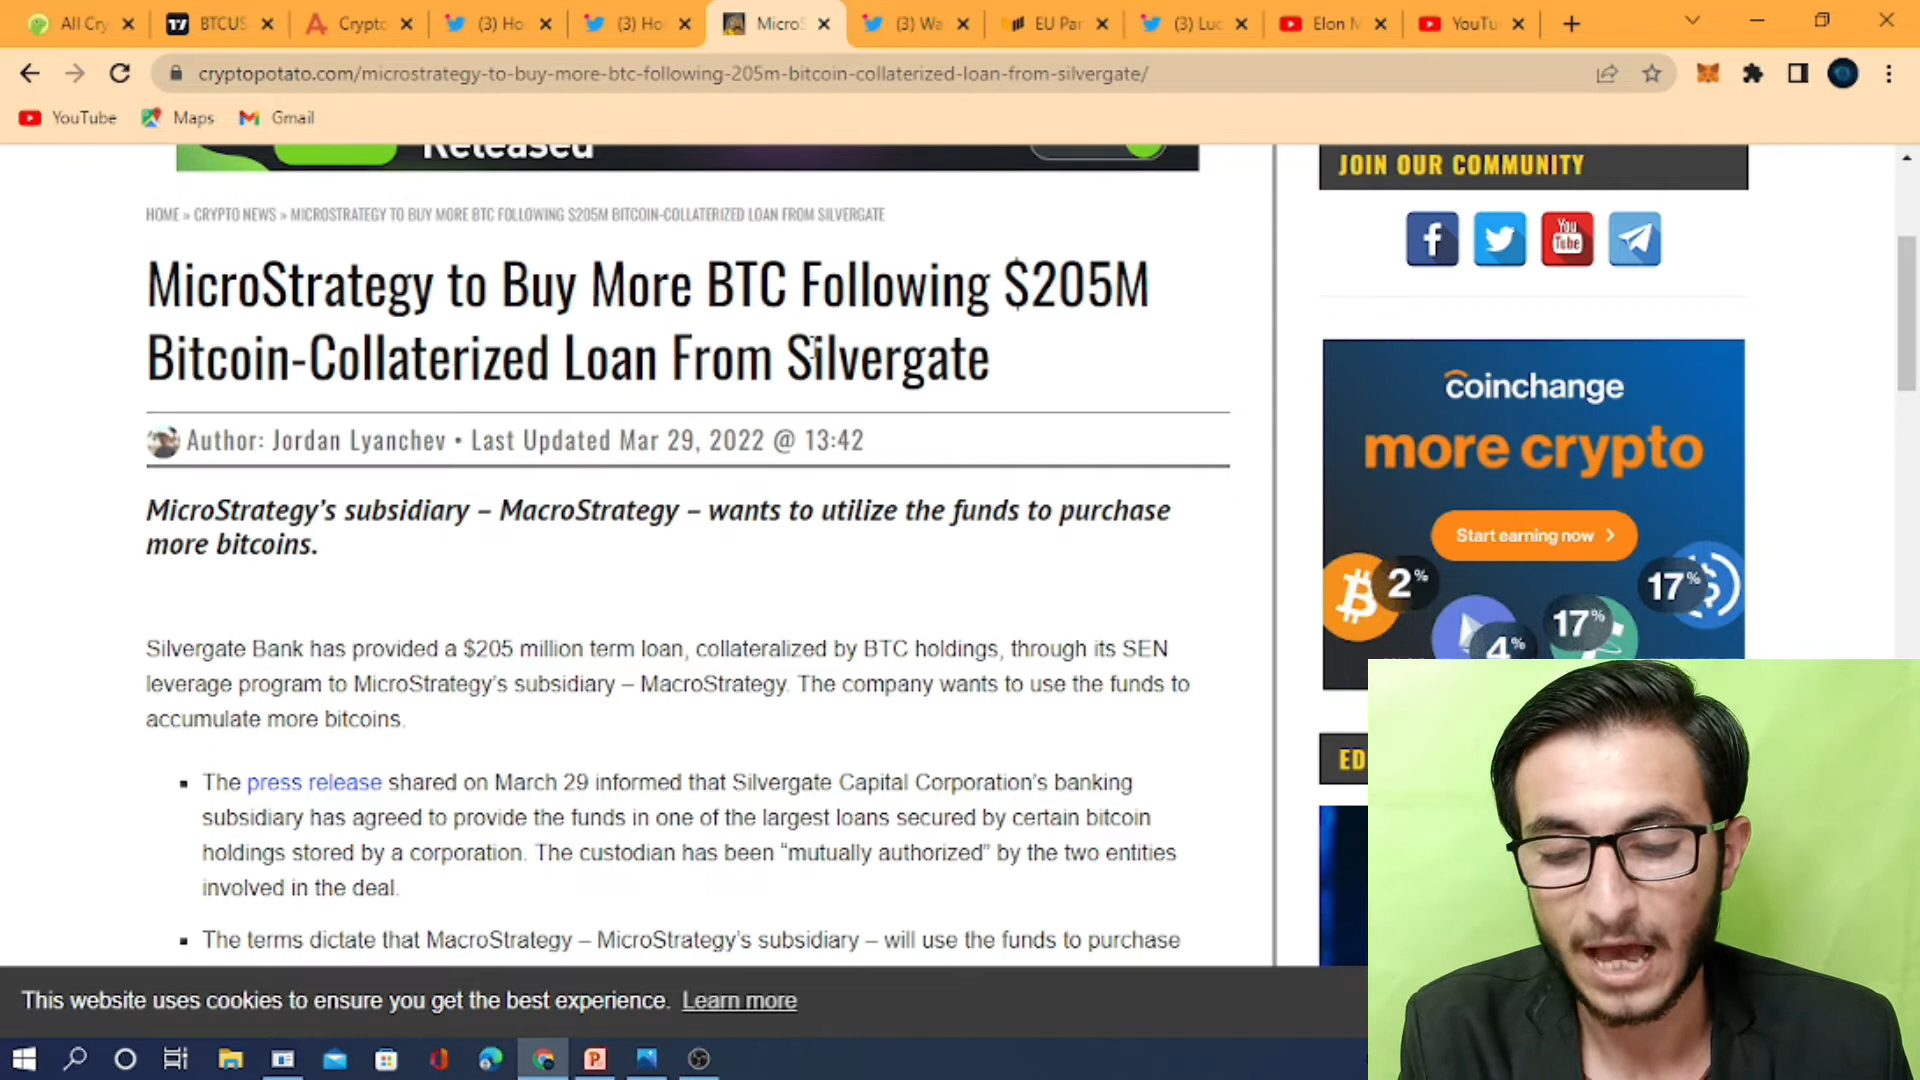 All Cry
BTCUS
Crypto
(3) Ho
(3) Ho
MicroS
(3) Wa
EU Par
(3) Luc
Elon M
YouTu
cryptopotato.com/microstrategy-to-buy-more-btc-following-205m-bitcoin-collaterized-loan-from-silvergate/
YouTube
Maps
Gmail
Released
JOIN OUR COMMUNITY
HOME » CRYPTO NEWS » MICROSTRATEGY TO BUY MORE BTC FOLLOWING $205M BITCOIN-COLLATERIZED LOAN FROM SILVERGATE
You
Tube
MicroStrategy to Buy More BTC Following $205M
Bitcoin-Collaterized Loan From Silvergate
Author: Jordan Lyanchev • Last Updated Mar 29, 2022 @ 13:42
MicroStrategy's subsidiary – MacroStrategy – wants to utilize the funds to purchase
more bitcoins.
Silvergate Bank has provided a $205 million term loan, collateralized by BTC holdings, through its SEN
leverage program to MicroStrategy's subsidiary – MacroStrategy. The company wants to use the funds to
accumulate more bitcoins.
▪ The press release shared on March 29 informed that Silvergate Capital Corporation's banking
subsidiary has agreed to provide the funds in one of the largest loans secured by certain bitcoin
holdings stored by a corporation. The custodian has been “mutually authorized” by the two entities
involved in the deal.
▪ The terms dictate that MacroStrategy – MicroStrategy's subsidiary – will use the funds to purchase
coinchange
more crypto
Start earning now >
2%
4%
17%
17%
ED
This website uses cookies to ensure you get the best experience. Learn more